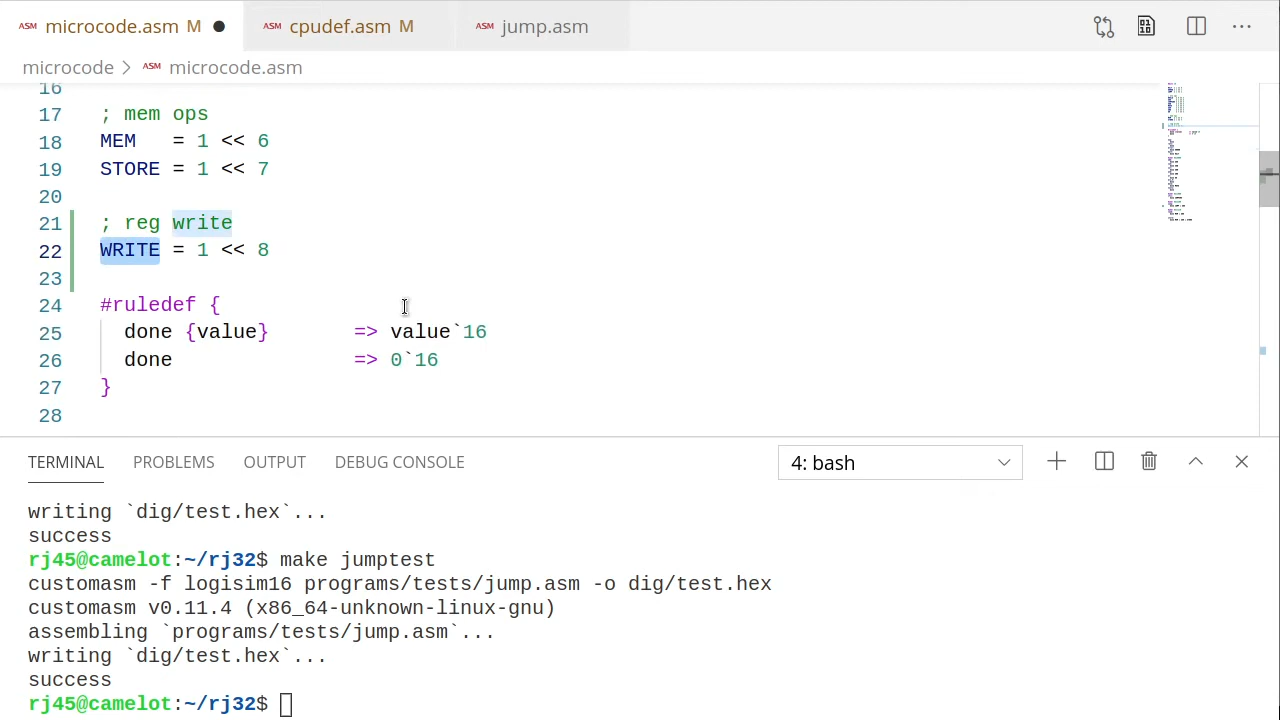 ASM microcode.asm M ● ASM cpudef.asm M ASM jump.asm
microcode > ASM microcode.asm
16
17 ; mem ops
18 MEM = 1 << 6
19 STORE = 1 << 7
20
21 ; reg write
22 WRITE = 1 << 8
23
24 #ruledef {
25 done {value} => value`16
26 done => 0`16
27 }
28
TERMINAL PROBLEMS OUTPUT DEBUG CONSOLE 4: bash
writing `dig/test.hex`...
success
rj45@camelot:~/rj32$ make jumptest
customasm -f logisim16 programs/tests/jump.asm -o dig/test.hex
customasm v0.11.4 (x86_64-unknown-linux-gnu)
assembling `programs/tests/jump.asm`...
writing `dig/test.hex`...
success
rj45@camelot:~/rj32$